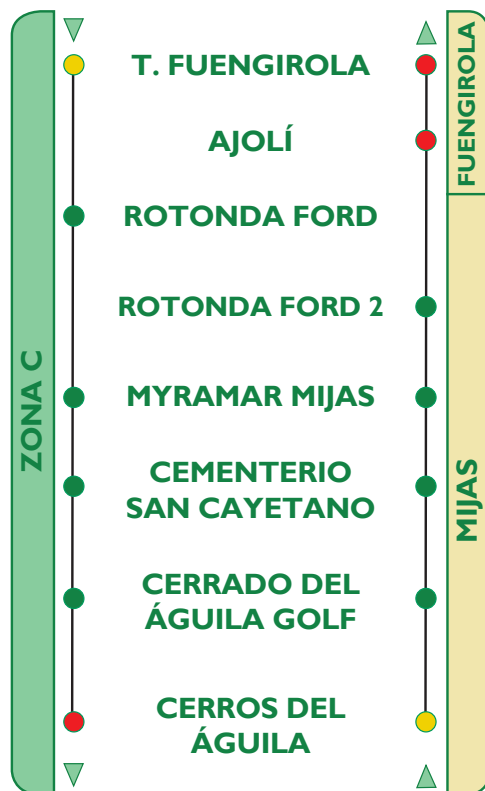 ZONA C
T. FUENGIROLA
AJOLÍ
ROTONDA FORD
ROTONDA FORD 2
MYRAMAR MIJAS
CEMENTERIO
SAN CAYETANO
CERRADO DEL
ÁGUILA GOLF
CERROS DEL
ÁGUILA
FUENGIROLA
MIJAS